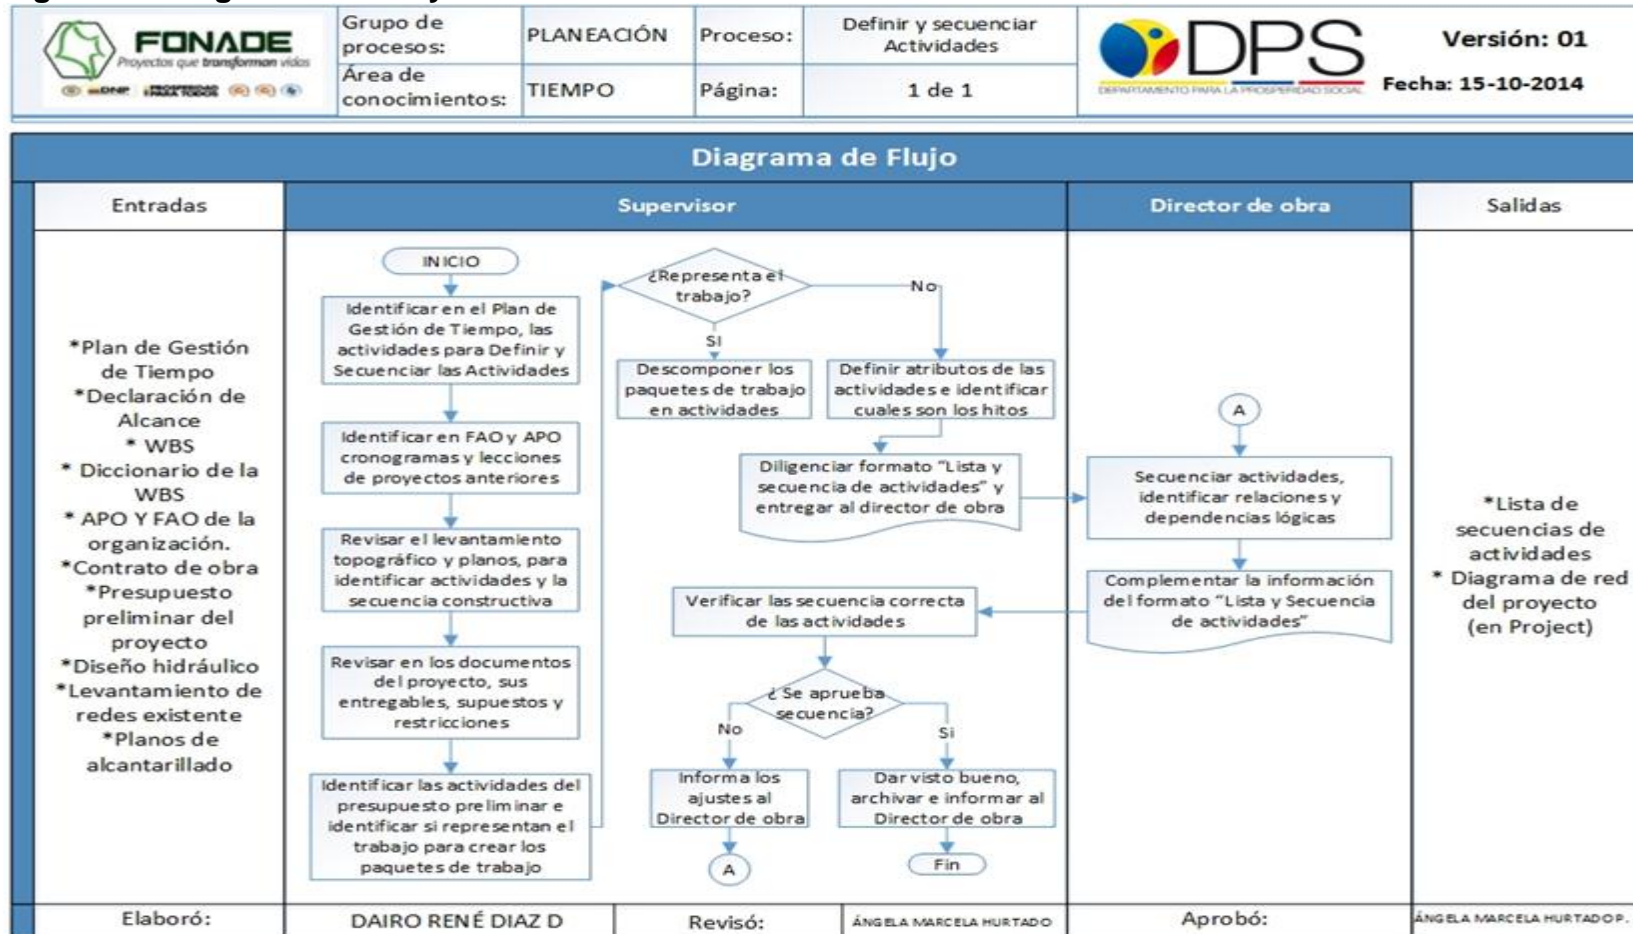 FONADE
Proyectos que transforman vidas
DNP
PROSPERIDAD
PARA TODOS
Grupo de
procesos:
PLANEACIÓN
Proceso:
Definir y secuenciar
Actividades
Área de
conocimientos:
TIEMPO
Página:
1 de 1
DPS
DEPARTAMENTO PARA LA PROSPERIDAD SOCIAL
Versión: 01
Fecha: 15-10-2014
Diagrama de Flujo
Entradas
Supervisor
Director de obra
Salidas
*Plan de Gestión
de Tiempo
*Declaración de
Alcance
* WBS
* Diccionario de la
WBS
* APO Y FAO de la
organización.
*Contrato de obra
*Presupuesto
preliminar del
proyecto
*Diseño hidráulico
*Levantamiento de
redes existente
*Planos de
alcantarillado
INICIO
Identificar en el Plan de
Gestión de Tiempo, las
actividades para Definir y
Secuenciar las Actividades
Identificar en FAO y APO
cronogramas y lecciones
de proyectos anteriores
Revisar el levantamiento
topográfico y planos, para
identificar actividades y la
secuencia constructiva
Revisar en los documentos
del proyecto, sus
entregables, supuestos y
restricciones
Identificar las actividades del
presupuesto preliminar e
identificar si representan el
trabajo para crear los
paquetes de trabajo
¿Representa el
trabajo?
No
SI
Descomponer los
paquetes de trabajo
en actividades
Definir atributos de las
actividades e identificar
cuales son los hitos
Diligenciar formato “Lista y
secuencia de actividades” y
entregar al director de obra
A
Secuenciar actividades,
identificar relaciones y
dependencias lógicas
Complementar la información
del formato “Lista y Secuencia
de actividades”
Verificar las secuencia correcta
de las actividades
¿ Se aprueba
secuencia?
No
Si
Informa los
ajustes al
Director de obra
A
Dar visto bueno,
archivar e informar al
Director de obra
Fin
*Lista de
secuencias de
actividades
* Diagrama de red
del proyecto
(en Project)
Elaboró:
DAIRO RENÉ DIAZ D
Revisó:
ÁNGELA MARCELA HURTADO
Aprobó:
ÁNGELA MARCELA HURTADO P.